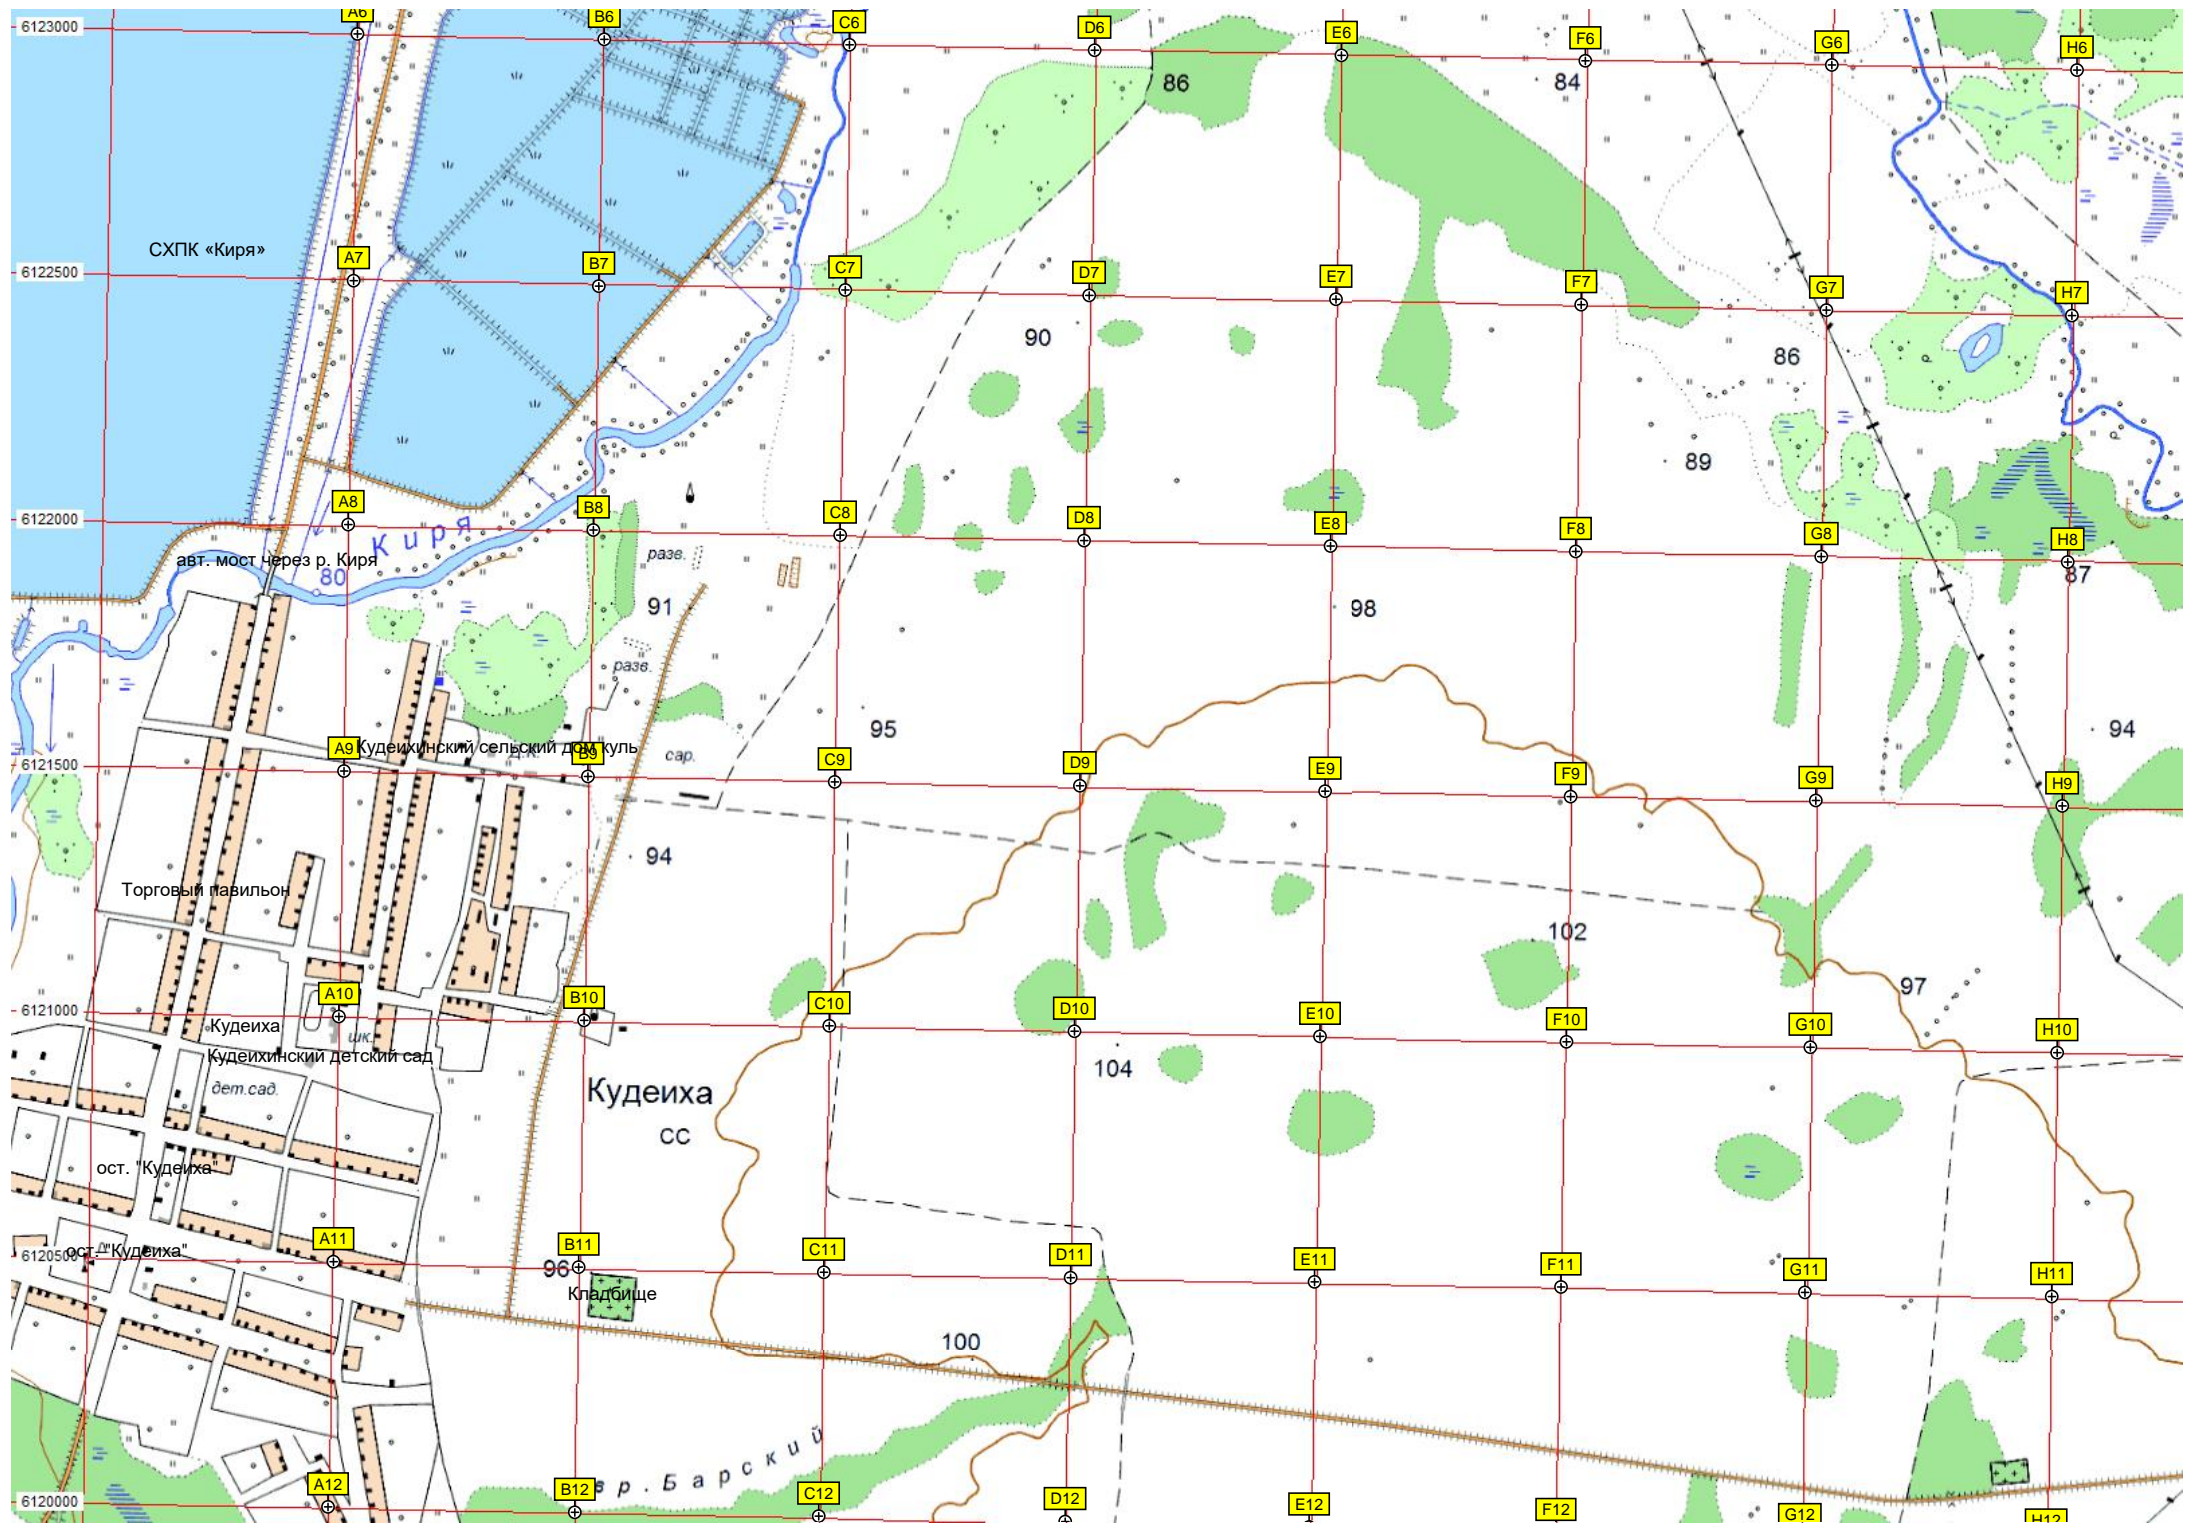 A6 B6 C6 D6 E6 F6 G6 H6
6123000
86 84
СХПК «Киря»
6122500 A7 B7 C7 D7 E7 F7 G7 H7
90 86
89
6122000 A8 B8 C8 D8 E8 F8 G8 H8
Киря
авт. мост через р. Киря
80
разв.
91 98 87
разв.
95 94
6121500 A9 B9 C9 D9 E9 F9 G9 H9
Кудеихинский сельский дом куль
Д.К.
сар.
94
Торговый павильон
102
97
6121000 A10 B10 C10 D10 E10 F10 G10 H10
Кудеиха
шк.
Кудеихинский детский сад
дет.сад.
104
Кудеиха
СС
ост. "Кудеиха"
6120500 A11 B11 C11 D11 E11 F11 G11 H11
ост. "Кудеиха"
96
Кладбище
100
вр. Барский
6120000 A12 B12 C12 D12 E12 F12 G12 H12